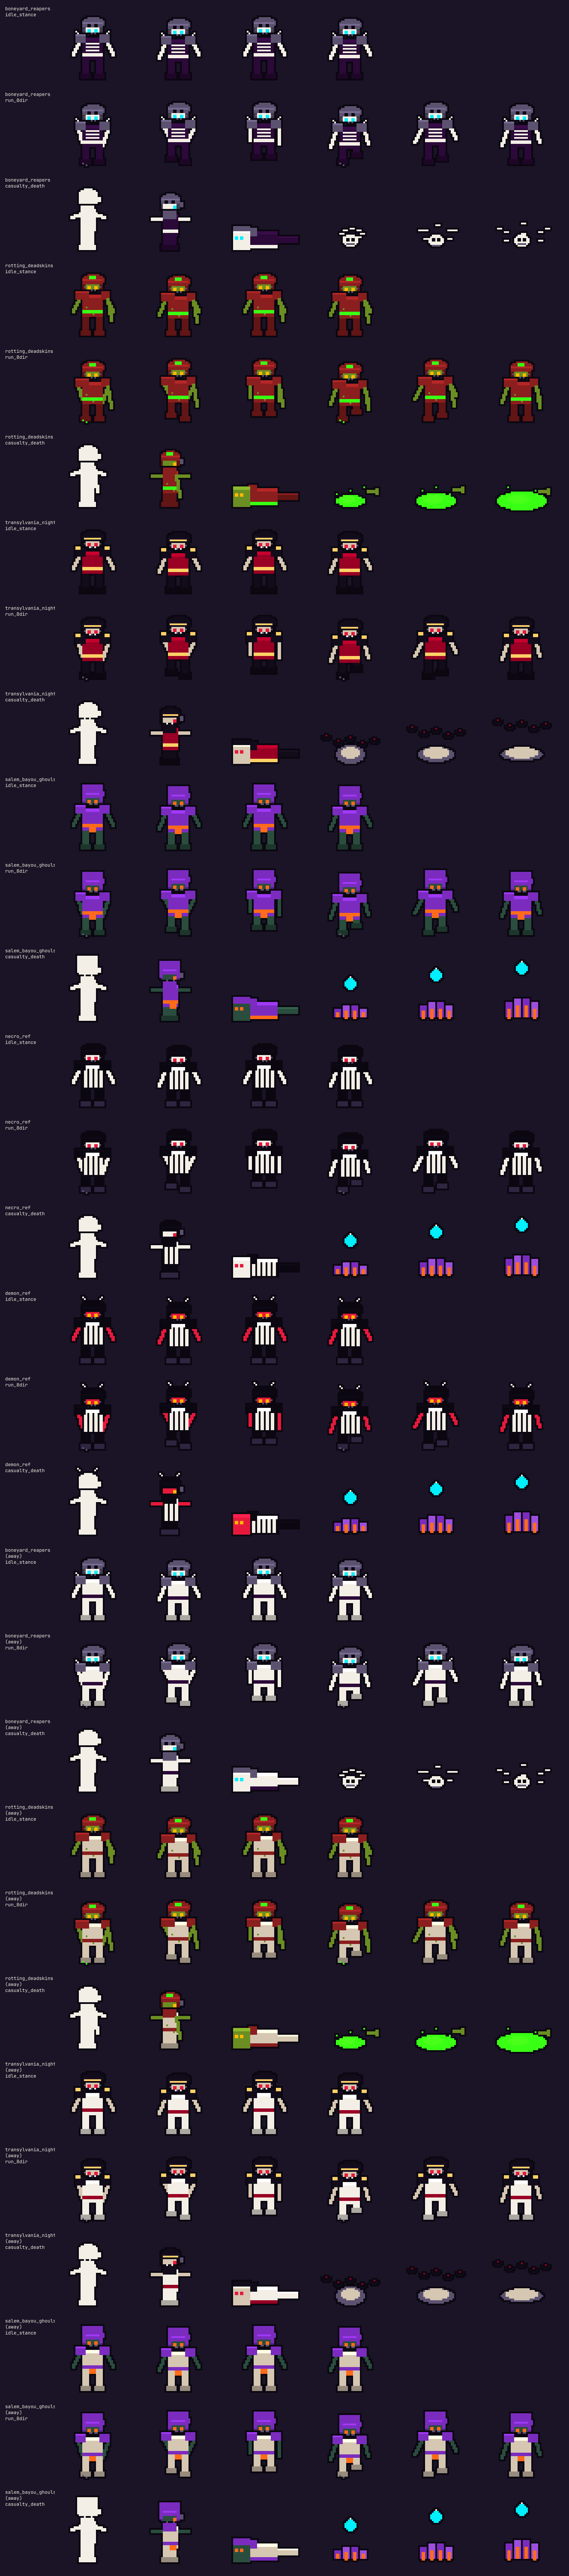 boneyard_reapers
idle_stance
boneyard_reapers
run_8dir
boneyard_reapers
casualty_death
rotting_deadskins
idle_stance
rotting_deadskins
run_8dir
rotting_deadskins
casualty_death
transylvania_night
idle_stance
transylvania_night
run_8dir
transylvania_night
casualty_death
salem_bayou_ghouls
idle_stance
salem_bayou_ghouls
run_8dir
salem_bayou_ghouls
casualty_death
necro_ref
idle_stance
necro_ref
run_8dir
necro_ref
casualty_death
demon_ref
idle_stance
demon_ref
run_8dir
demon_ref
casualty_death
boneyard_reapers
(away)
idle_stance
boneyard_reapers
(away)
run_8dir
boneyard_reapers
(away)
casualty_death
rotting_deadskins
(away)
idle_stance
rotting_deadskins
(away)
run_8dir
rotting_deadskins
(away)
casualty_death
transylvania_night
(away)
idle_stance
transylvania_night
(away)
run_8dir
transylvania_night
(away)
casualty_death
salem_bayou_ghouls
(away)
idle_stance
salem_bayou_ghouls
(away)
run_8dir
salem_bayou_ghouls
(away)
casualty_death